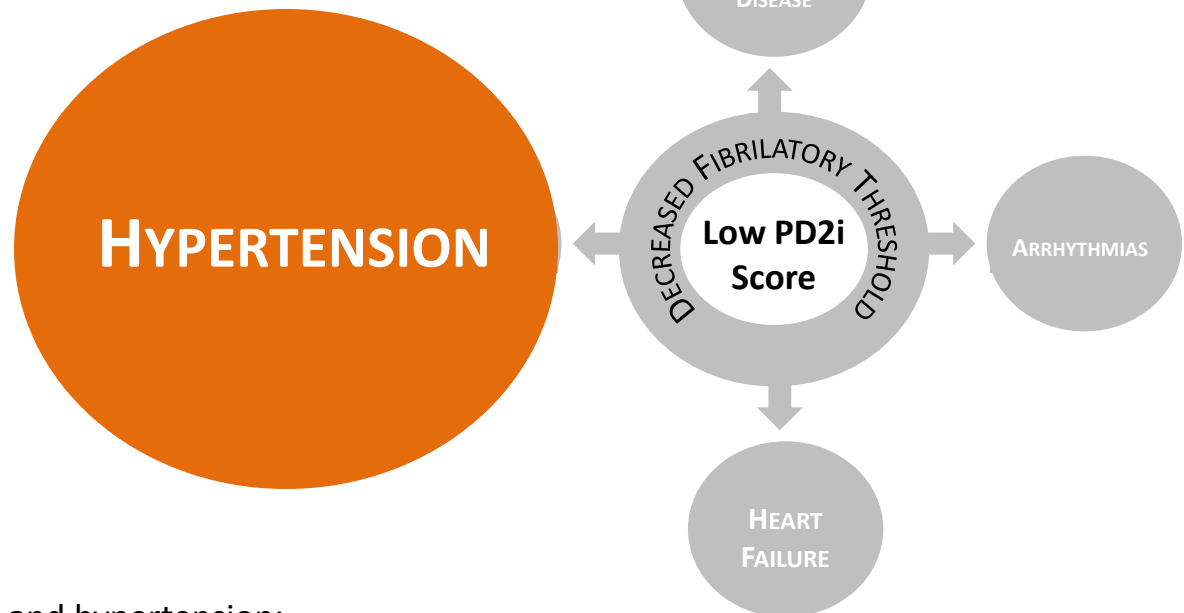 DISEASE
DECREASED FIBRILATORY THRESHOLD
Low PD2i
Score
HYPERTENSION
ARRHYTHMIAS
HEART
FAILURE
and hypertension: